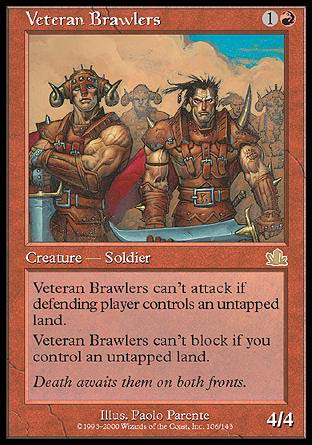 Veteran Brawlers 1
Creature — Soldier
Veteran Brawlers can't attack if
defending player controls an untapped
land.
Veteran Brawlers can't block if you
control an untapped land.
Death awaits them on both fronts.
4/4
Illus. Paolo Parente
©1993-2000 Wizards of the Coast, Inc. 106/143